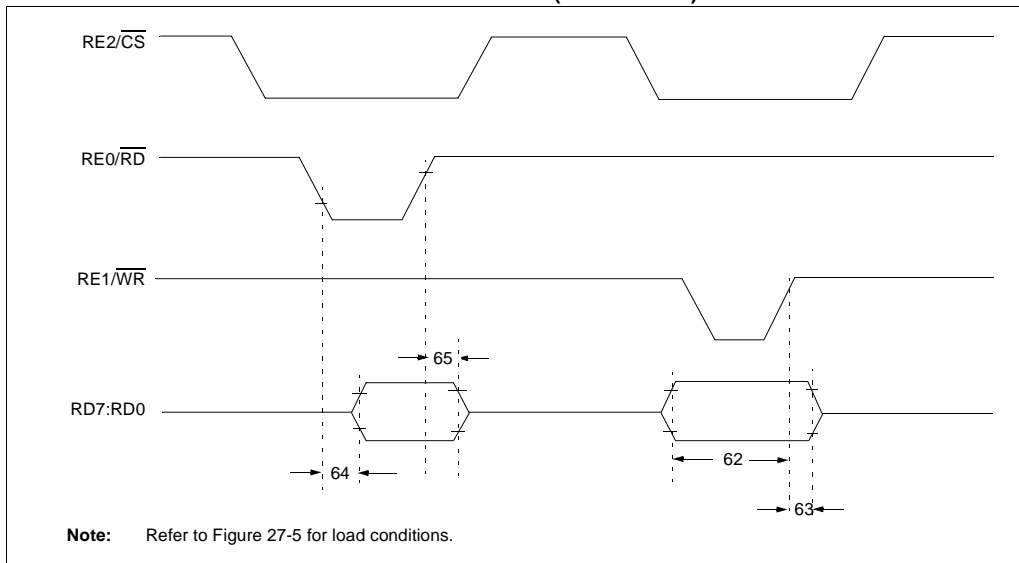 RE2/CS
RE0/RD
RE1/WR
65
RD7:RD0
64
62
63
Note: Refer to Figure 27-5 for load conditions.